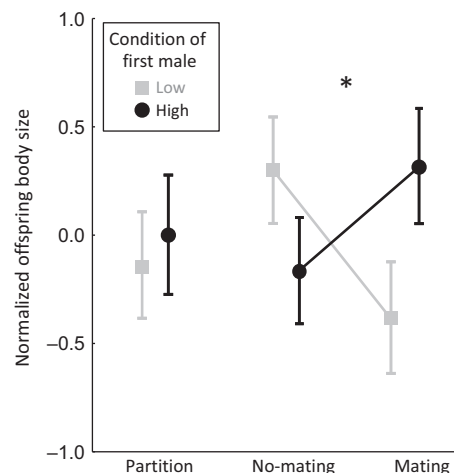 1.0
Condition of
first male
Low
High
*
0.5
0.0
–0.5
–1.0
Normalized offspring body size
Partition No-mating Mating